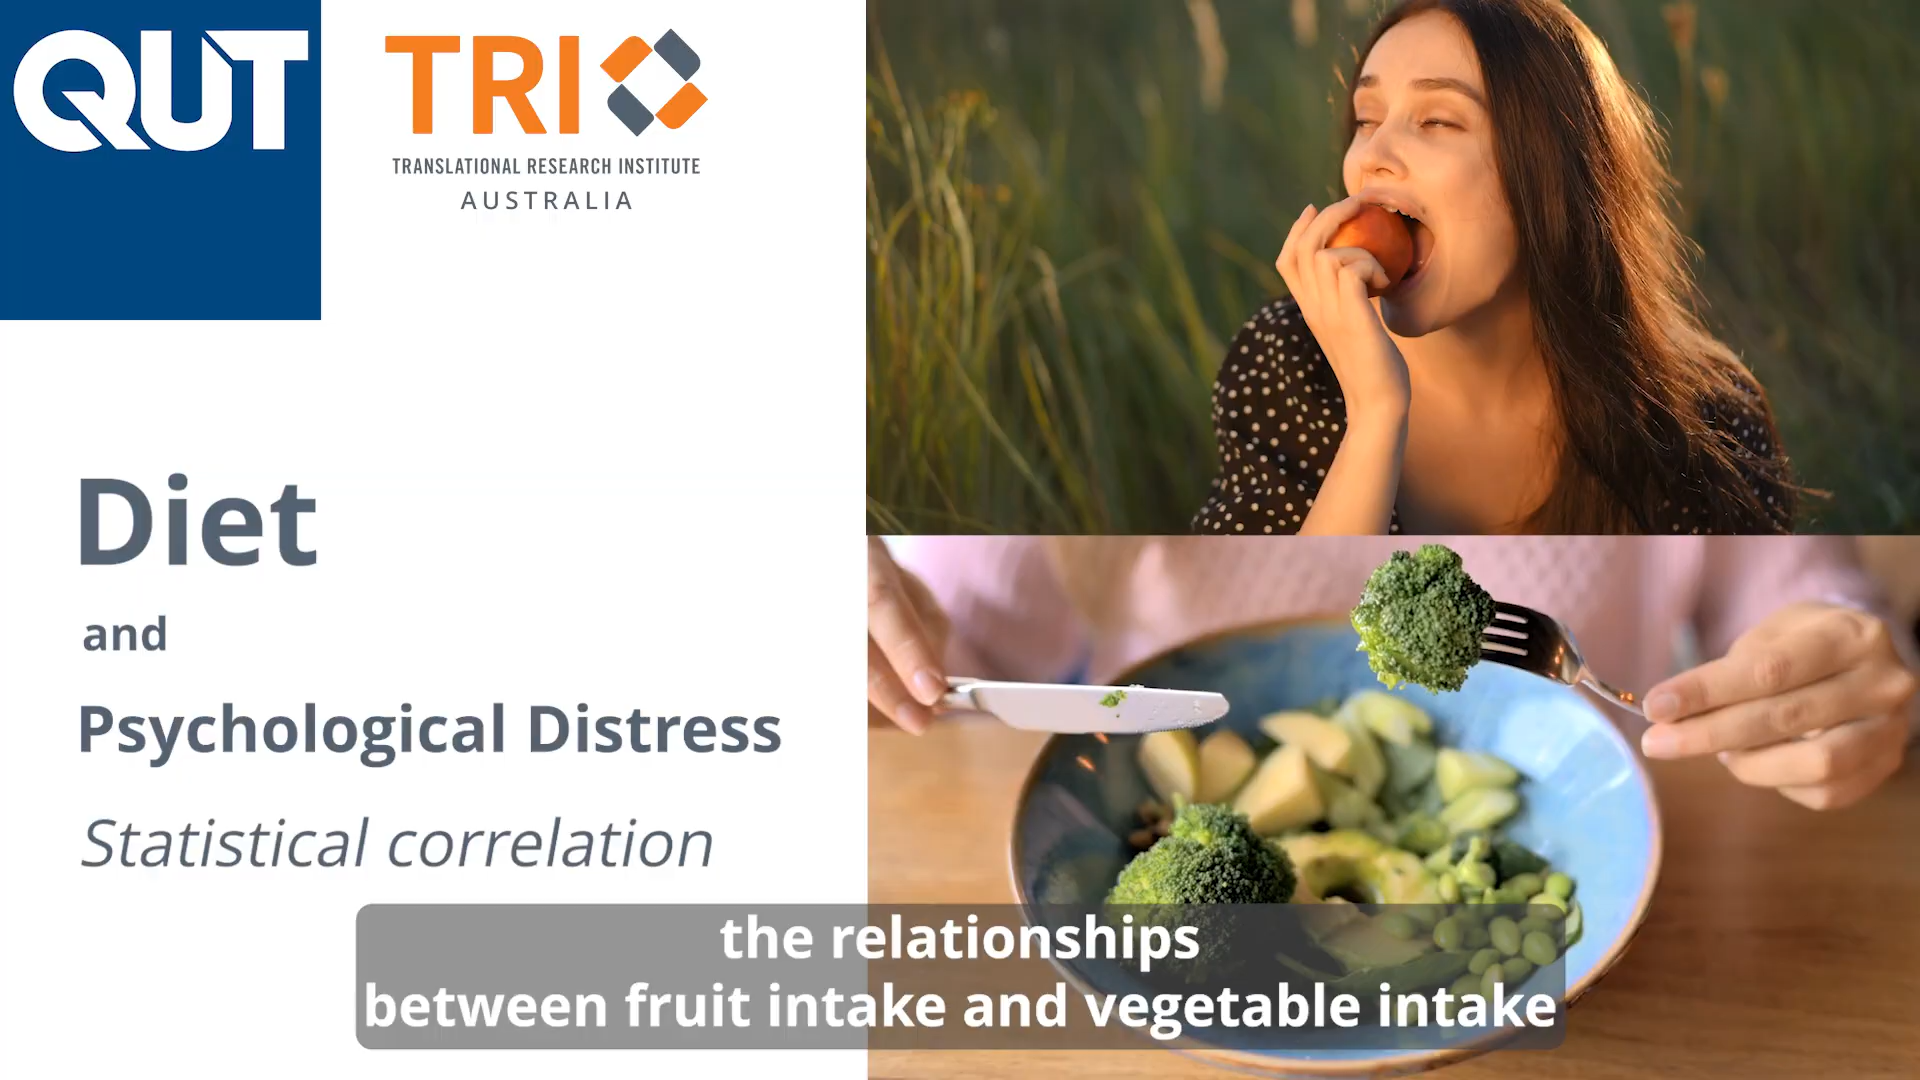 QUT
TRI
TRANSLATIONAL RESEARCH INSTITUTE
AUSTRALIA
Diet
and
Psychological Distress
Statistical correlation
the relationships
between fruit intake and vegetable intake